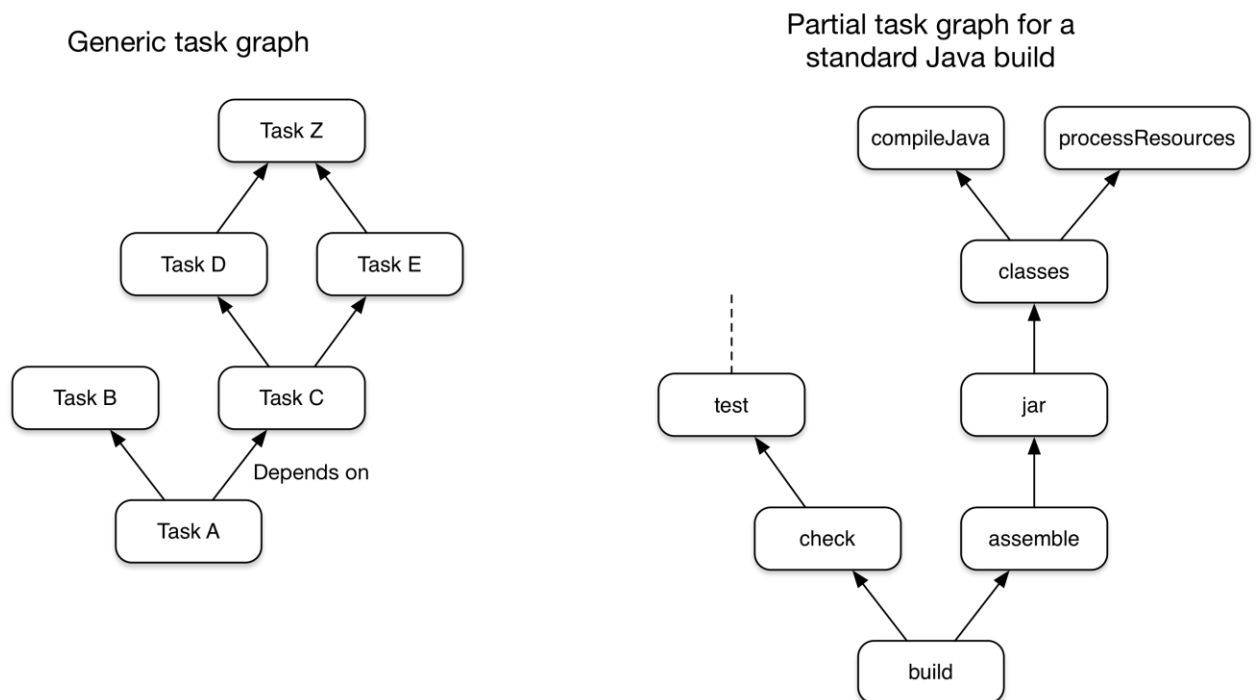 Generic task graph
Task Z
Task D
Task E
Task B
Task C
Depends on
Task A
Partial task graph for a
standard Java build
compileJava
processResources
classes
test
jar
check
assemble
build